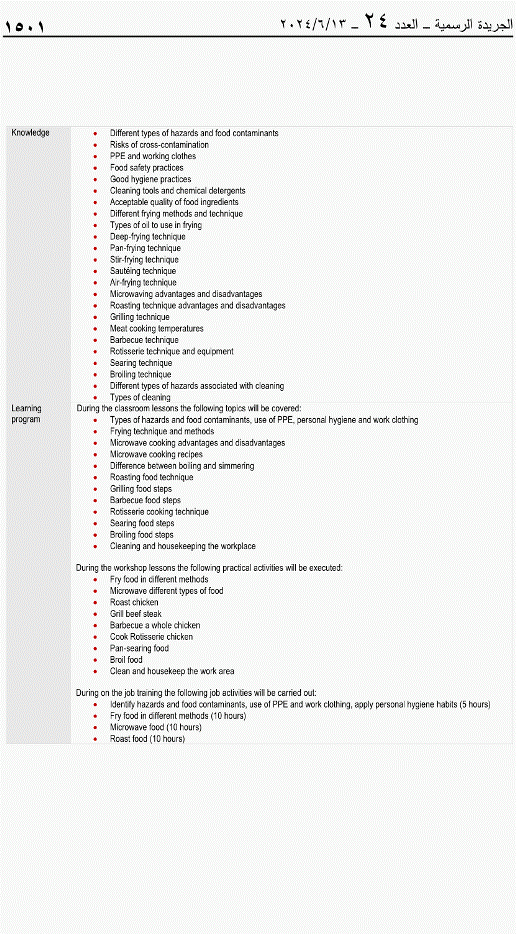 الجريدة الرسمية – العدد ٢٤ – ٢٠٢٤/٦/١٣
١٥٠١
Knowledge
• Different types of hazards and food contaminants
• Risks of cross-contamination
• PPE and working clothes
• Food safety practices
• Good hygiene practices
• Cleaning tools and chemical detergents
• Acceptable quality of food ingredients
• Different frying methods and technique
• Types of oil to use in frying
• Deep-frying technique
• Pan-frying technique
• Stir-frying technique
• Sautéing technique
• Air-frying technique
• Microwaving advantages and disadvantages
• Roasting technique advantages and disadvantages
• Grilling technique
• Meat cooking temperatures
• Barbecue technique
• Rotisserie technique and equipment
• Searing technique
• Broiling technique
• Different types of hazards associated with cleaning
• Types of cleaning
Learning
program
During the classroom lessons the following topics will be covered:
• Types of hazards and food contaminants, use of PPE, personal hygiene and work clothing
• Frying technique and methods
• Microwave cooking advantages and disadvantages
• Microwave cooking recipes
• Difference between boiling and simmering
• Roasting food technique
• Grilling food steps
• Barbecue food steps
• Rotisserie cooking technique
• Searing food steps
• Broiling food steps
• Cleaning and housekeeping the workplace
During the workshop lessons the following practical activities will be executed:
• Fry food in different methods
• Microwave different types of food
• Roast chicken
• Grill beef steak
• Barbecue a whole chicken
• Cook Rotisserie chicken
• Pan-searing food
• Broil food
• Clean and housekeep the work area
During on the job training the following job activities will be carried out:
• Identify hazards and food contaminants, use of PPE and work clothing, apply personal hygiene habits (5 hours)
• Fry food in different methods (10 hours)
• Microwave food (10 hours)
• Roast food (10 hours)